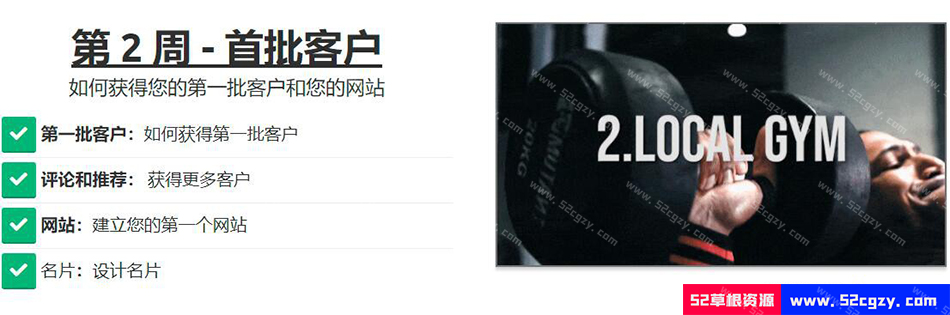 第 2 周 - 首批客户
如何获得您的第一批客户和您的网站
第一批客户：如何获得第一批客户
评论和推荐： 获得更多客户
网站：建立您的第一个网站
名片：设计名片
2.LOCAL GYM
20KG
www.52cgzy.com
52草根资源 www.52cgzy.com